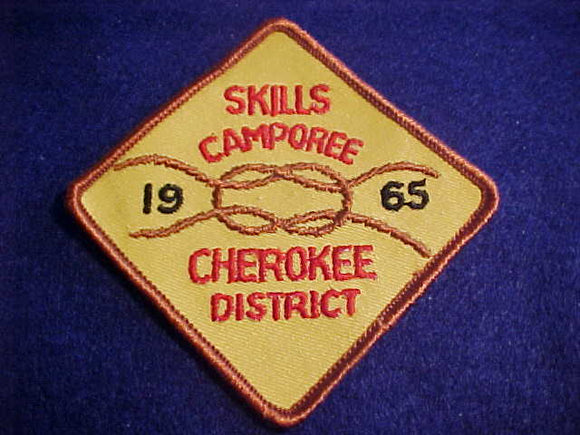 SKILLS
CAMPOREE
19 65
CHEROKEE
DISTRICT